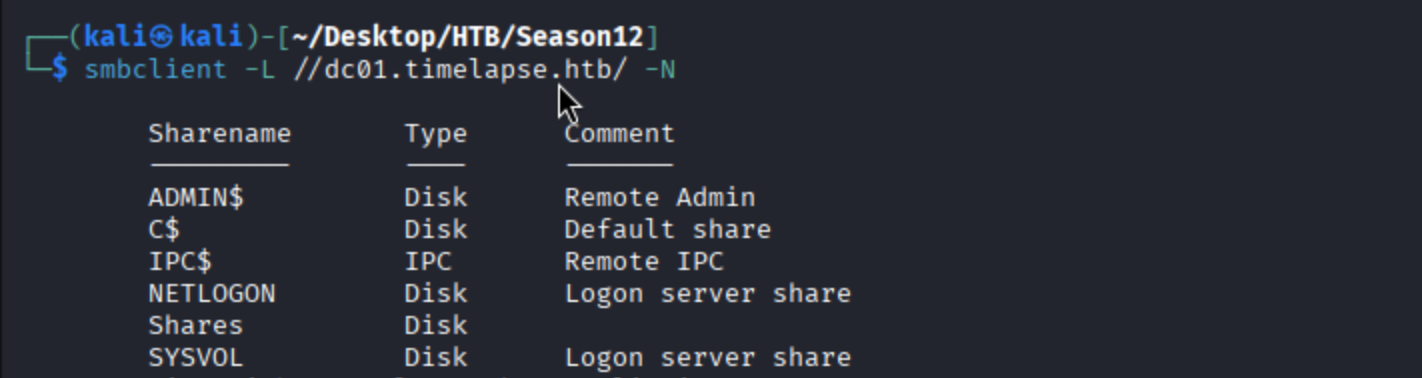 ┌──(kali㉿kali)-[~/Desktop/HTB/Season12]
└─$ smbclient -L //dc01.timelapse.htb/ -N
Sharename Type Comment
--------- ---- -------
ADMIN$ Disk Remote Admin
C$ Disk Default share
IPC$ IPC Remote IPC
NETLOGON Disk Logon server share
Shares Disk
SYSVOL Disk Logon server share